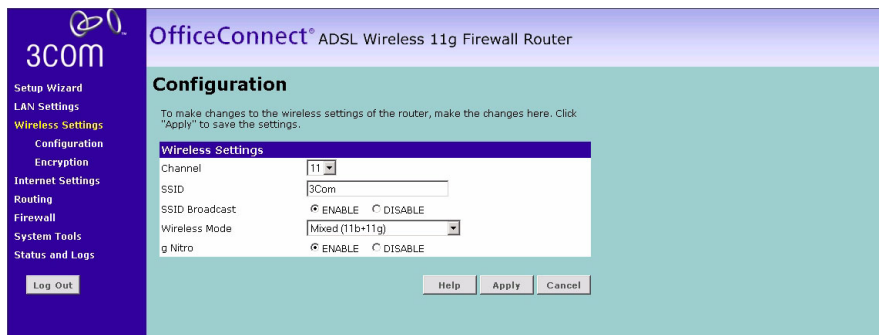 3COM
OfficeConnect® ADSL Wireless 11g Firewall Router
Setup Wizard
LAN Settings
Wireless Settings
Configuration
Encryption
Internet Settings
Routing
Firewall
System Tools
Status and Logs
Log Out
Configuration
To make changes to the wireless settings of the router, make the changes here. Click
"Apply" to save the settings.
Wireless Settings
Channel 11
SSID 3Com
SSID Broadcast ENABLE DISABLE
Wireless Mode Mixed (11b+11g)
g Nitro ENABLE DISABLE
Help Apply Cancel